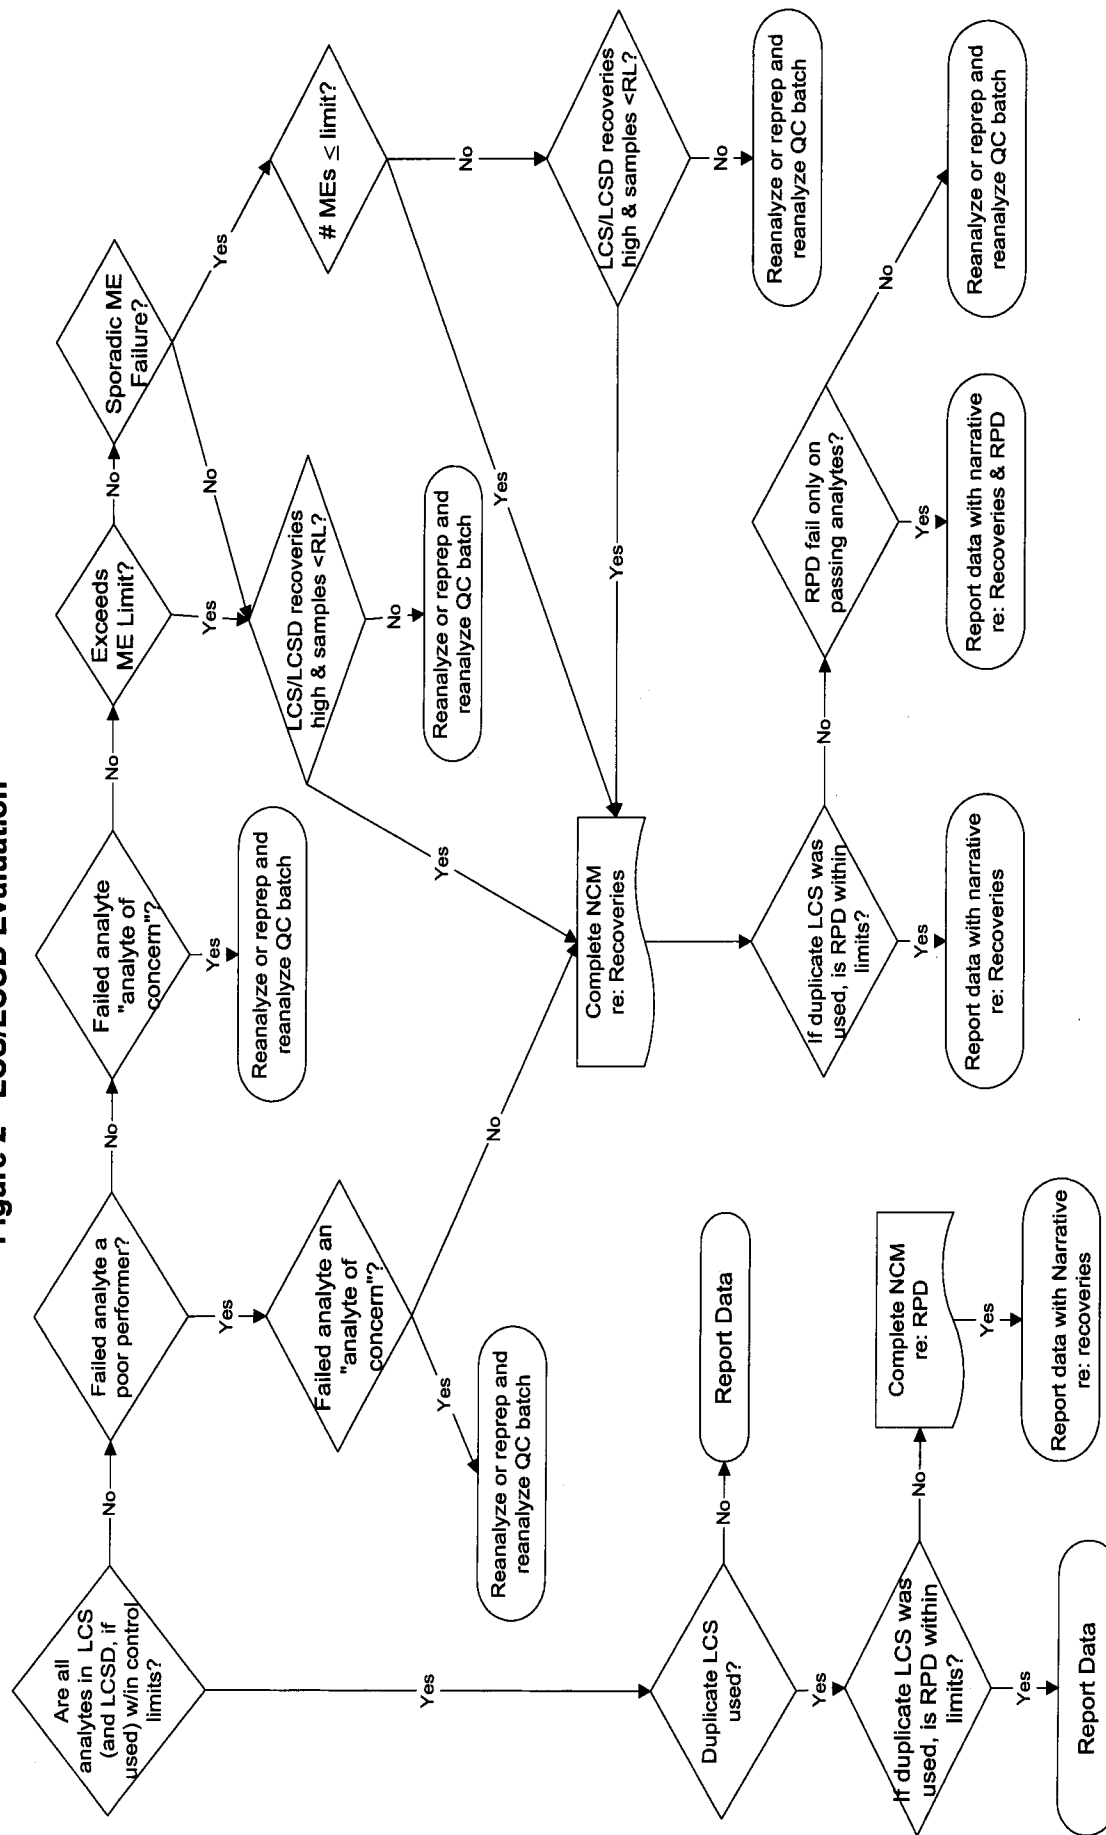 Figure 2 LCS/LCSD Evaluation
Are all
analytes in LCS
(and LCSD, if
used) w/in control
limits?
No
Failed analyte a
poor performer?
No
Failed analyte
"analyte of
concern"?
No
Exceeds
ME Limit?
No
Sporadic ME
Failure?
Yes
Failed analyte an
"analyte of
concern"?
Yes
Reanalyze or reprep and
reanalyze QC batch
No
Yes
Reanalyze or reprep and
reanalyze QC batch
Yes
No
LCS/LCSD recoveries
high & samples <RL?
No
Reanalyze or reprep and
reanalyze QC batch
Yes
Yes
# MEs ≤ limit?
Yes
No
LCS/LCSD recoveries
high & samples <RL?
Yes
No
Reanalyze or reprep and
reanalyze QC batch
Complete NCM
re: Recoveries
If duplicate LCS was
used, is RPD within
limits?
Yes
Report data with narrative
re: Recoveries
No
RPD fail only on
passing analytes?
Yes
Report data with narrative
re: Recoveries & RPD
No
Reanalyze or reprep and
reanalyze QC batch
Yes
Duplicate LCS
used?
No
Report Data
Yes
If duplicate LCS was
used, is RPD within
limits?
No
Complete NCM
re: RPD
Yes
Report data with Narrative
re: recoveries
Yes
Report Data